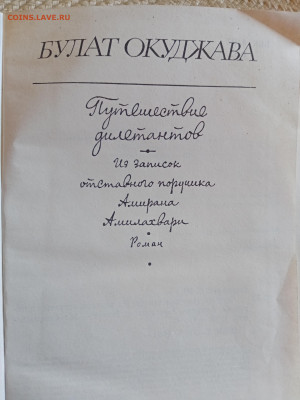 COINS.LAVE.RU
БУЛАТ ОКУДЖАВА
Путешествие
дилетантов
Из записок
отставного поручика
Амирана
Амилахвари
Роман